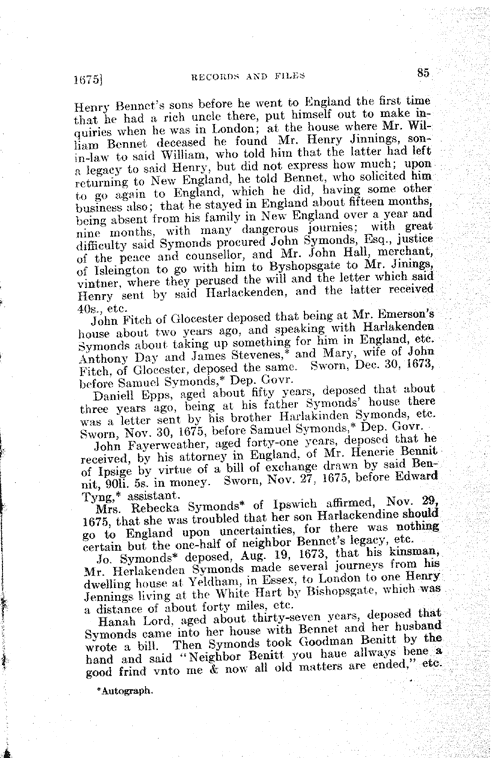 1675] RECORDS AND FILES 85
Henry Bennet's sons before he went to England the first time
that he had a rich uncle there, put himself out to make in-
quiries when he was in London; at the house where Mr. Wil-
liam Bennet deceased he found Mr. Henry Jinnings, son-
in-law to said William, who told him that the latter had left
a legacy to said Henry, but did not express how much; upon
returning to New England, he told Bennet, who solicited him
to go again to England, which he did, having some other
business also; that he stayed in England about fifteen months,
being absent from his family in New England over a year and
nine months, with many dangerous journies; with great
difficulty said Symonds procured John Symonds, Esq., justice
of the peace and counsellor, and Mr. John Hall, merchant,
of Isleington to go with him to Byshopsgate to Mr. Jinings,
vintner, where they perused the will and the letter which said
Henry sent by said Harlackenden, and the latter received
40s., etc.
John Fitch of Glocester deposed that being at Mr. Emerson's
house about two years ago, and speaking with Harlakenden
Symonds about taking up something for him in England, etc.
Anthony Day and James Stevenes,* and Mary, wife of John
Fitch, of Glocester, deposed the same. Sworn, Dec. 30, 1673,
before Samuel Symonds,* Dep. Govr.
Daniell Epps, aged about fifty years, deposed that about
three years ago, being at his father Symonds' house there
was a letter sent by his brother Harlakinden Symonds, etc.
Sworn, Nov. 30, 1675, before Samuel Symonds,* Dep. Govr.
John Fayerweather, aged forty-one years, deposed that he
received, by his attorney in England, of Mr. Henerie Bennit
of Ipsige by virtue of a bill of exchange drawn by said Ben-
nit, 90li. 5s. in money. Sworn, Nov. 27, 1675, before Edward
Tyng,* assistant.
Mrs. Rebecka Symonds* of Ipswich affirmed, Nov. 29,
1675, that she was troubled that her son Harlackendine should
go to England upon uncertainties, for there was nothing
certain but the one-half of neighbor Bennet's legacy, etc.
Jo. Symonds* deposed, Aug. 19, 1673, that his kinsman,
Mr. Herlakenden Symonds made several journeys from his
dwelling house at Yeldham, in Essex, to London to one Henry
Jennings living at the White Hart by Bishopsgate, which was
a distance of about forty miles, etc.
Hanah Lord, aged about thirty-seven years, deposed that
Symonds came into her house with Bennet and her husband
wrote a bill. Then Symonds took Goodman Benitt by the
hand and said "Neighbor Benitt you haue allways bene a
good frind vnto me & now all old matters are ended," etc.
*Autograph.